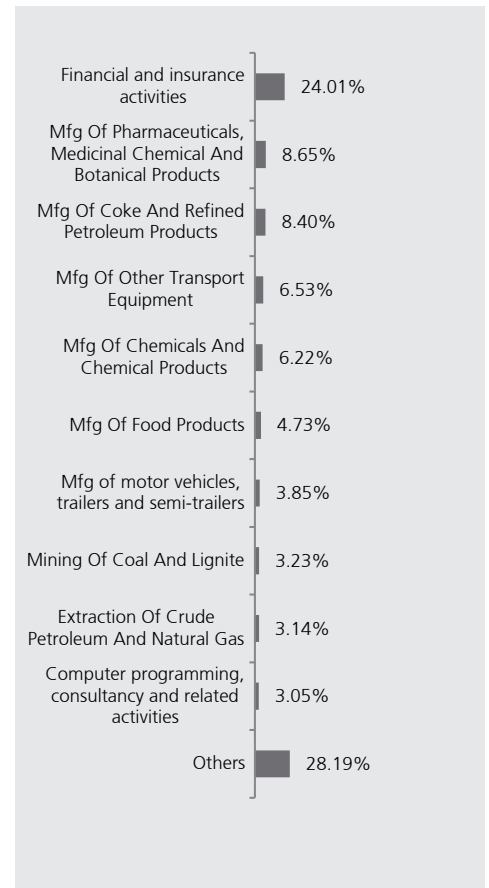 Financial and insurance
activities
24.01%
Mfg Of Pharmaceuticals,
Medicinal Chemical And
Botanical Products
8.65%
Mfg Of Coke And Refined
Petroleum Products
8.40%
Mfg Of Other Transport
Equipment
6.53%
Mfg Of Chemicals And
Chemical Products
6.22%
Mfg Of Food Products
4.73%
Mfg of motor vehicles,
trailers and semi-trailers
3.85%
Mining Of Coal And Lignite
3.23%
Extraction Of Crude
Petroleum And Natural Gas
3.14%
Computer programming,
consultancy and related
activities
3.05%
Others
28.19%